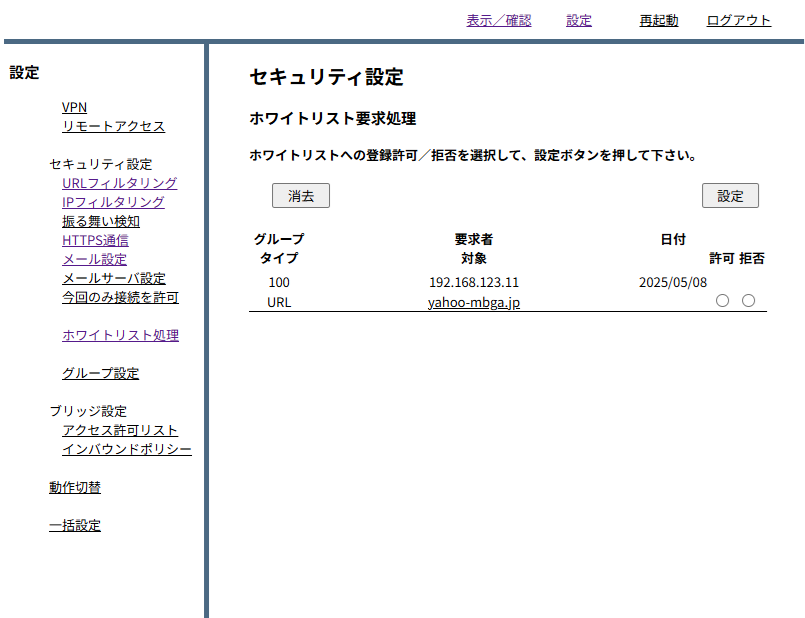 表示／確認 設定 再起動 ログアウト
設定
VPN
リモートアクセス
セキュリティ設定
URLフィルタリング
IPフィルタリング
振る舞い検知
HTTPS通信
メール設定
メールサーバ設定
今回のみ接続を許可
ホワイトリスト処理
グループ設定
ブリッジ設定
アクセス許可リスト
インバウンドポリシー
動作切替
一括設定
セキュリティ設定
ホワイトリスト要求処理
ホワイトリストへの登録許可／拒否を選択して、設定ボタンを押して下さい。
消去 設定
グループ 要求者 日付
タイプ 対象 許可 拒否
100 192.168.123.11 2025/05/08
URL yahoo-mbga.jp